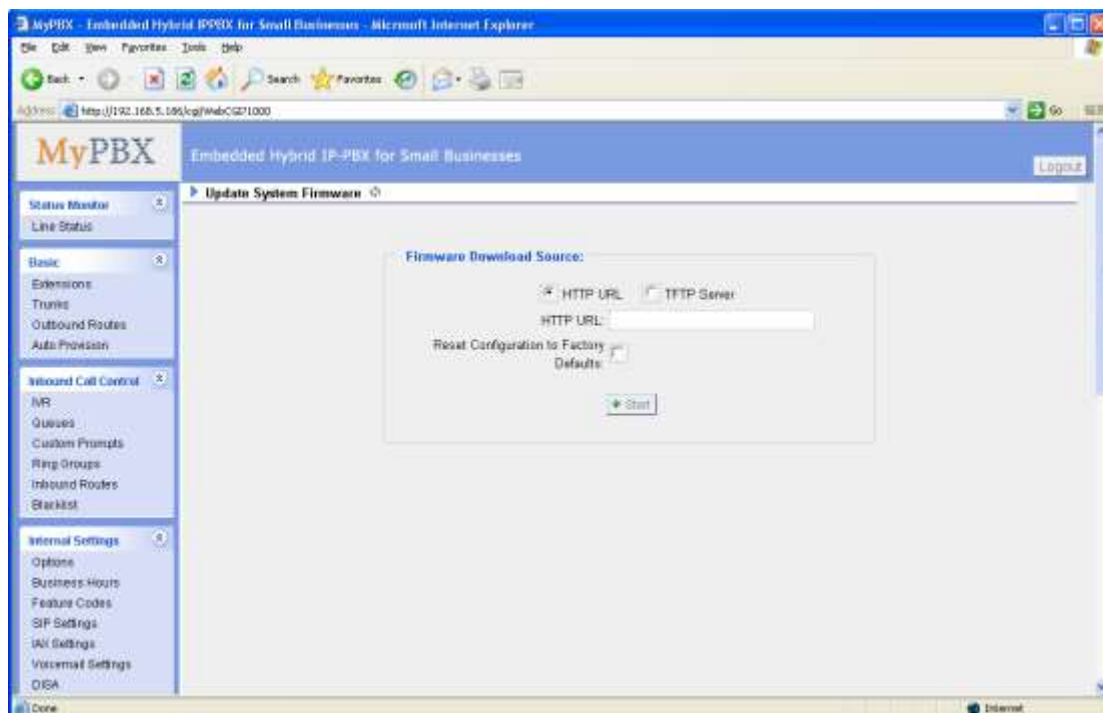 MyPBX - Embedded Hybrid IPPBX for Small Businesses - Microsoft Internet Explorer
File Edit View Favorites Tools Help
Back Search Favorites
Address http://192.168.5.186/cgi/WebCGI?1000 Go
MyPBX
Embedded Hybrid IP-PBX for Small Businesses
Logout
Update System Firmware
Status Monitor
Line Status
Basic
Extensions
Trunks
Outbound Routes
Auto Provision
Inbound Call Control
IVR
Queues
Custom Prompts
Ring Groups
Inbound Routes
Blacklist
Internal Settings
Options
Business Hours
Feature Codes
SIP Settings
IAX Settings
Voicemail Settings
DISA
Firmware Download Source:
HTTP URL TFTP Server
HTTP URL:
Reset Configuration to Factory
Defaults:
Start
Done Internet